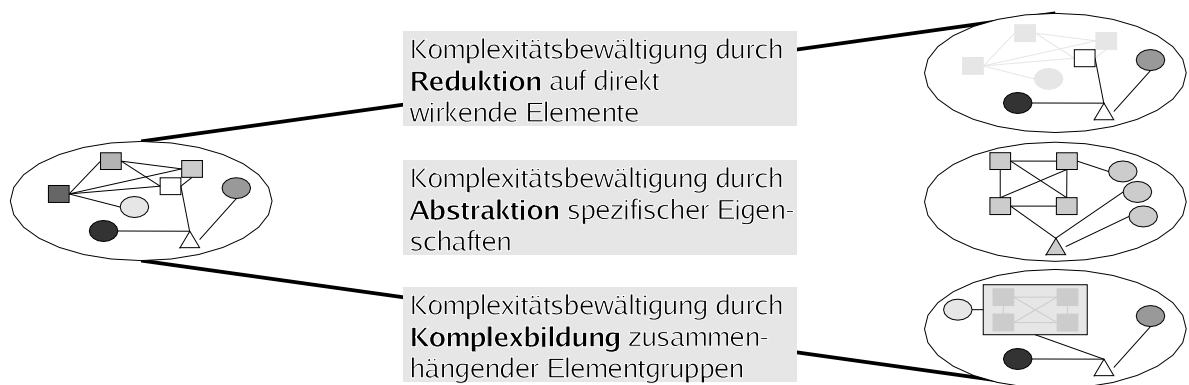 Komplexitätsbewältigung durch
Reduktion auf direkt
wirkende Elemente
Komplexitätsbewältigung durch
Abstraktion spezifischer Eigen-
schaften
Komplexitätsbewältigung durch
Komplexbildung zusammen-
hängender Elementgruppen